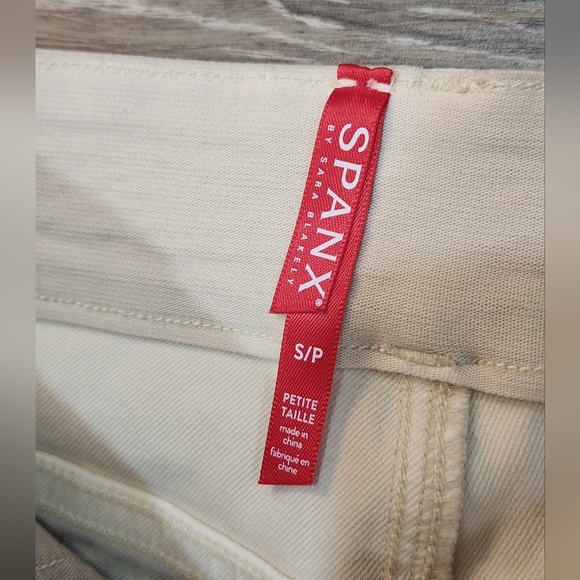 SPANX®
BY SARA BLAKELY
S/P
PETITE
TAILLE
made in
china
fabriqué en
chine